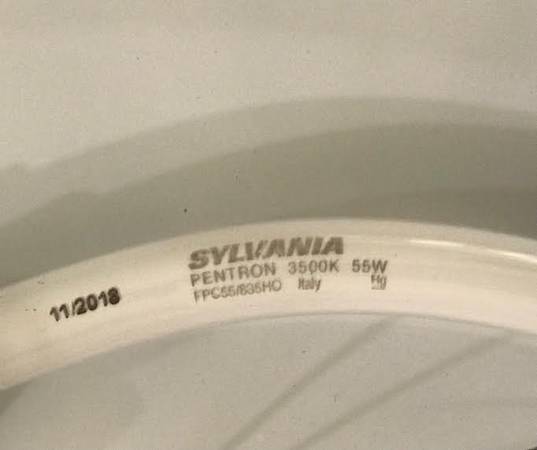 SYLVANIA
PENTRON 3500K 55W
FPC55/835HO Italy Hg
11/2018